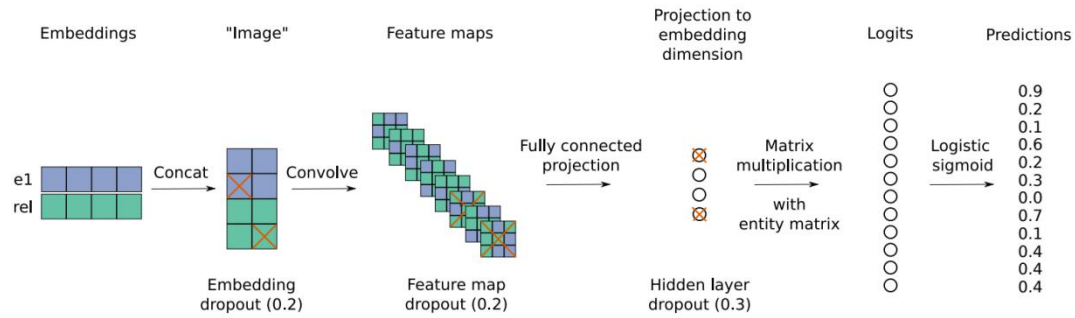 Embeddings
"Image"
Feature maps
Projection to
embedding
dimension
Logits
Predictions
e1
rel
Concat
Convolve
Fully connected
projection
Matrix
multiplication
with
entity matrix
Logistic
sigmoid
0.9
0.2
0.1
0.6
0.2
0.3
0.0
0.7
0.1
0.4
0.4
0.4
Embedding
dropout (0.2)
Feature map
dropout (0.2)
Hidden layer
dropout (0.3)